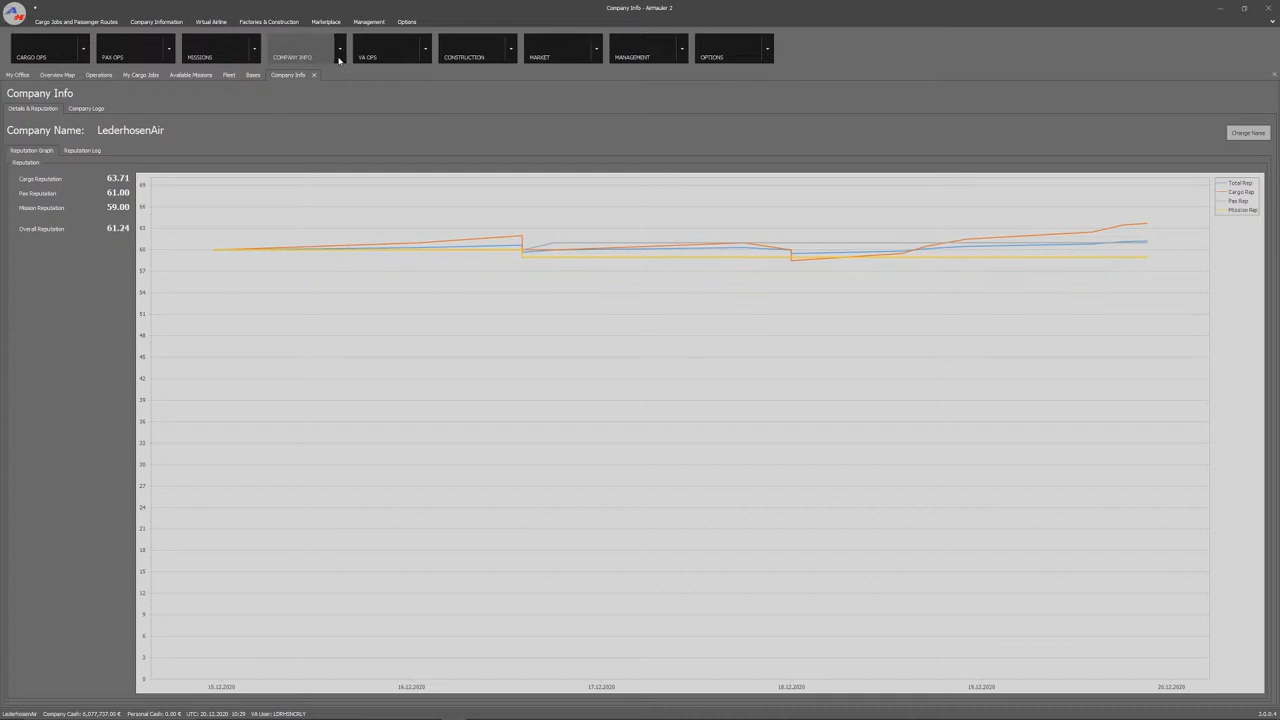 Company Info - AirHauler 2
Cargo Jobs and Passenger Routes Company Information Virtual Airline Factories & Construction Marketplace Management Options
CARGO OPS PAX OPS MISSIONS COMPANY INFO VA OPS CONSTRUCTION MARKET MANAGEMENT OPTIONS
My Office Overview Map Operations My Cargo Jobs Available Missions Fleet Bases Company Info
Company Info
Details & Reputation Company Logo
Company Name: LederhosenAir
Change Name
Reputation Graph Reputation Log
Reputation
Cargo Reputation 63.71
Pax Reputation 61.00
Mission Reputation 59.00
Overall Reputation 61.24
69
66
63
60
57
54
51
48
45
42
39
36
33
30
27
24
21
18
15
12
9
6
3
0
Total Rep
Cargo Rep
Pax Rep
Mission Rep
15.12.2020 16.12.2020 17.12.2020 18.12.2020 19.12.2020 20.12.2020
LederhosenAir Company Cash: 6,077,737.00 € Personal Cash: 0.00 € UTC: 20.12.2020 10:29 VA User: LDRHSNCRLY
3.0.0.4